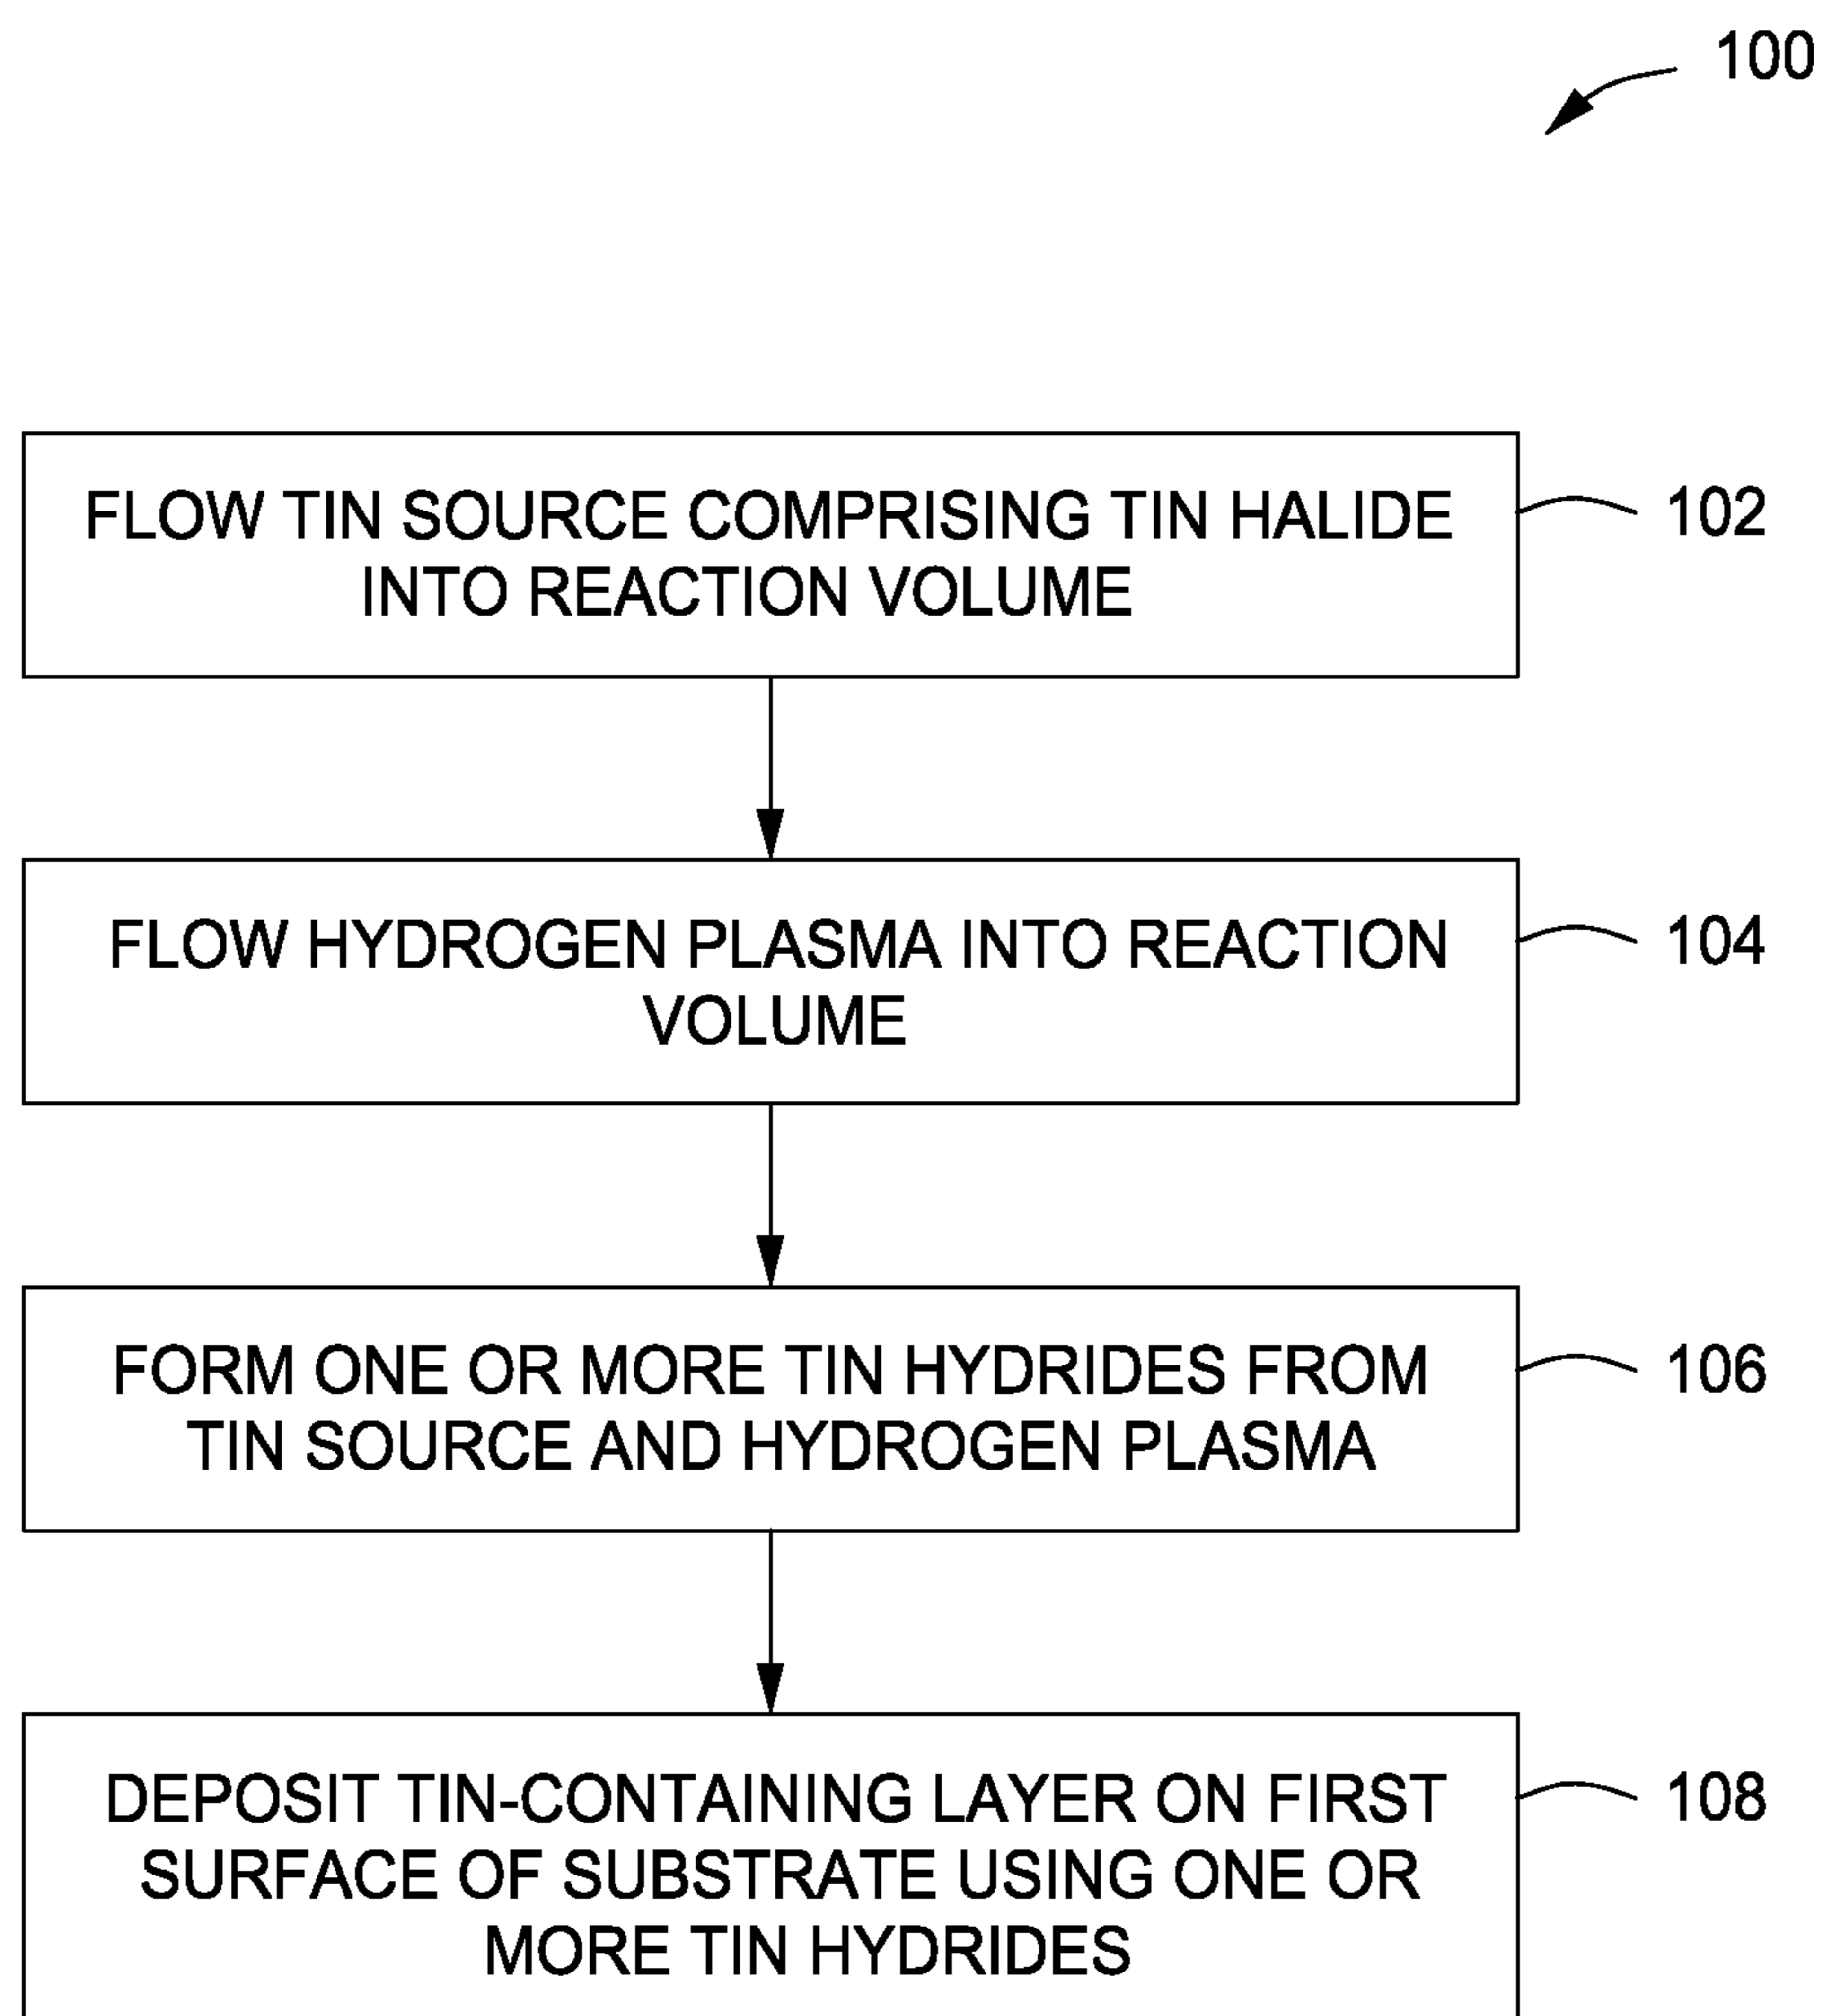 100
FLOW TIN SOURCE COMPRISING TIN HALIDE
INTO REACTION VOLUME
102
FLOW HYDROGEN PLASMA INTO REACTION
VOLUME
104
FORM ONE OR MORE TIN HYDRIDES FROM
TIN SOURCE AND HYDROGEN PLASMA
106
DEPOSIT TIN-CONTAINING LAYER ON FIRST
SURFACE OF SUBSTRATE USING ONE OR
MORE TIN HYDRIDES
108